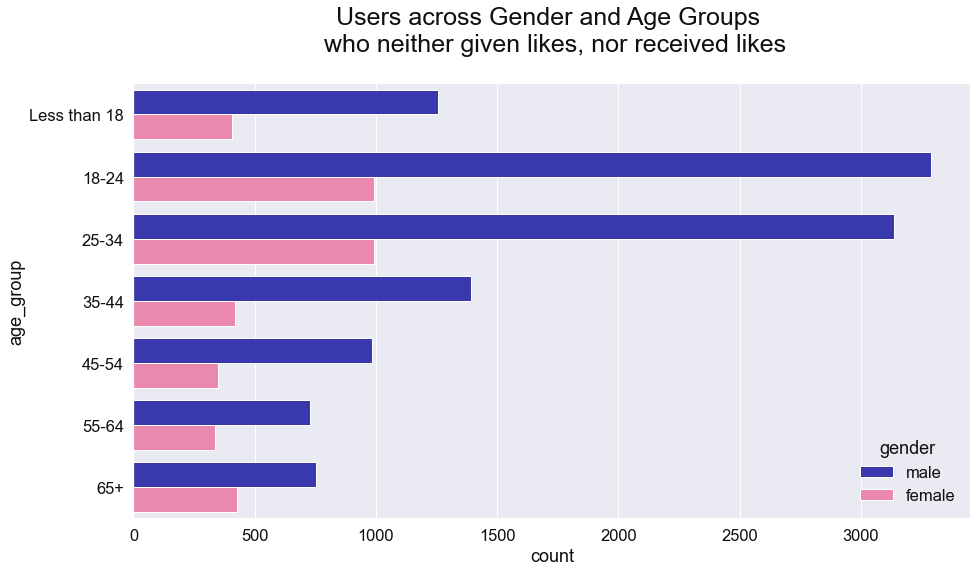 Users across Gender and Age Groups
who neither given likes, nor received likes
age_group
Less than 18
18-24
25-34
35-44
45-54
55-64
65+
gender
male
female
0 500 1000 1500 2000 2500 3000
count